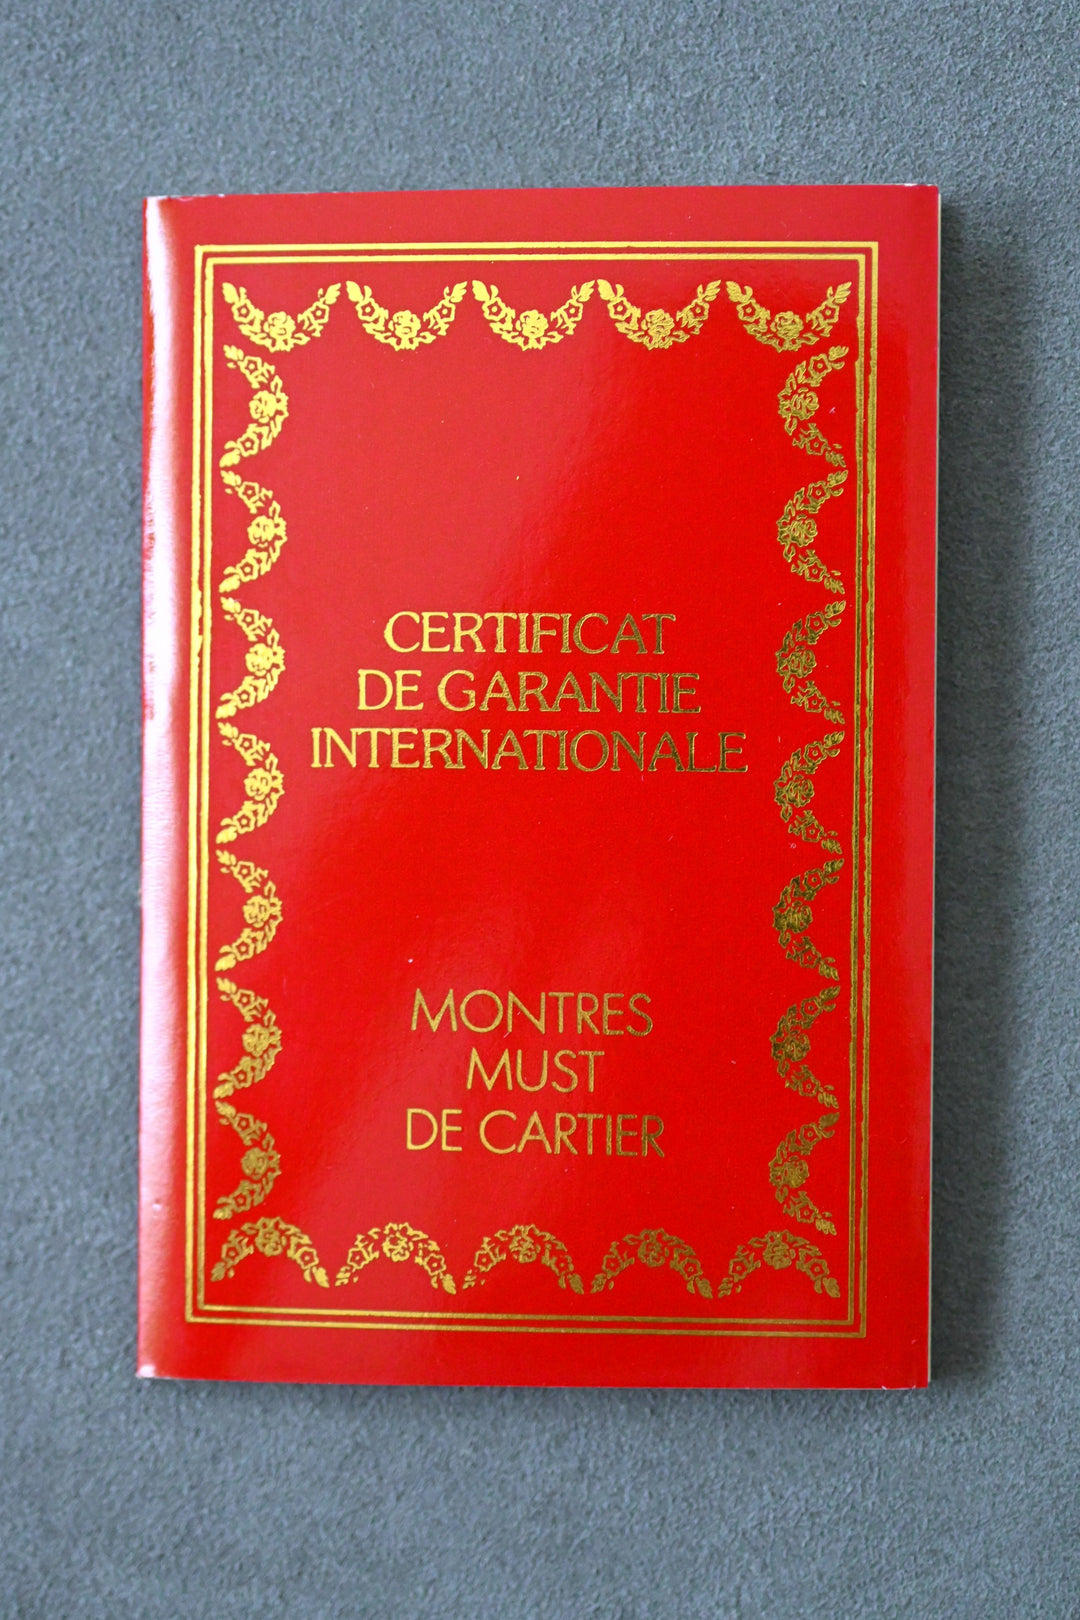 CERTIFICAT
DE GARANTIE
INTERNATIONALE
MONTRES
MUST
DE CARTIER